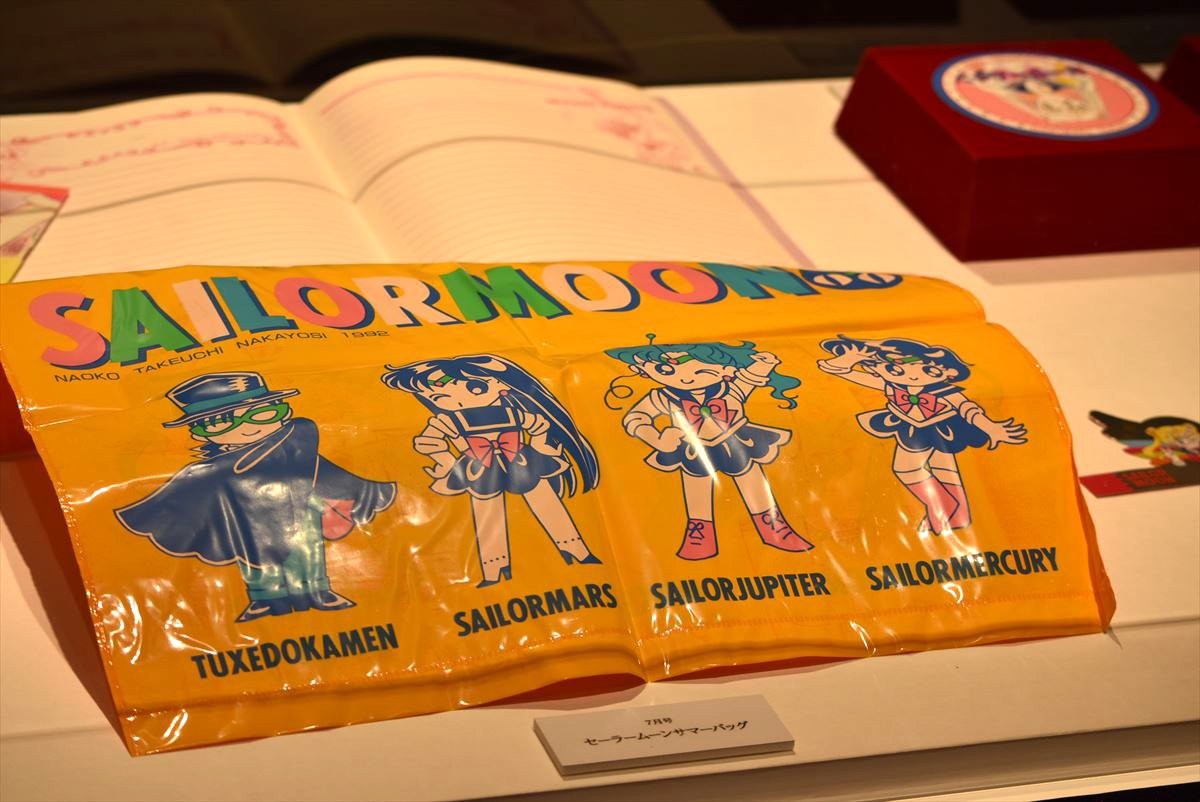 SAILORMOON
NAOKO TAKEUCHI NAKAYOSI 1992
TUXEDOKAMEN
SAILORMARS
SAILORJUPITER
SAILORMERCURY
7月号
セーラームーンサマーバッグ